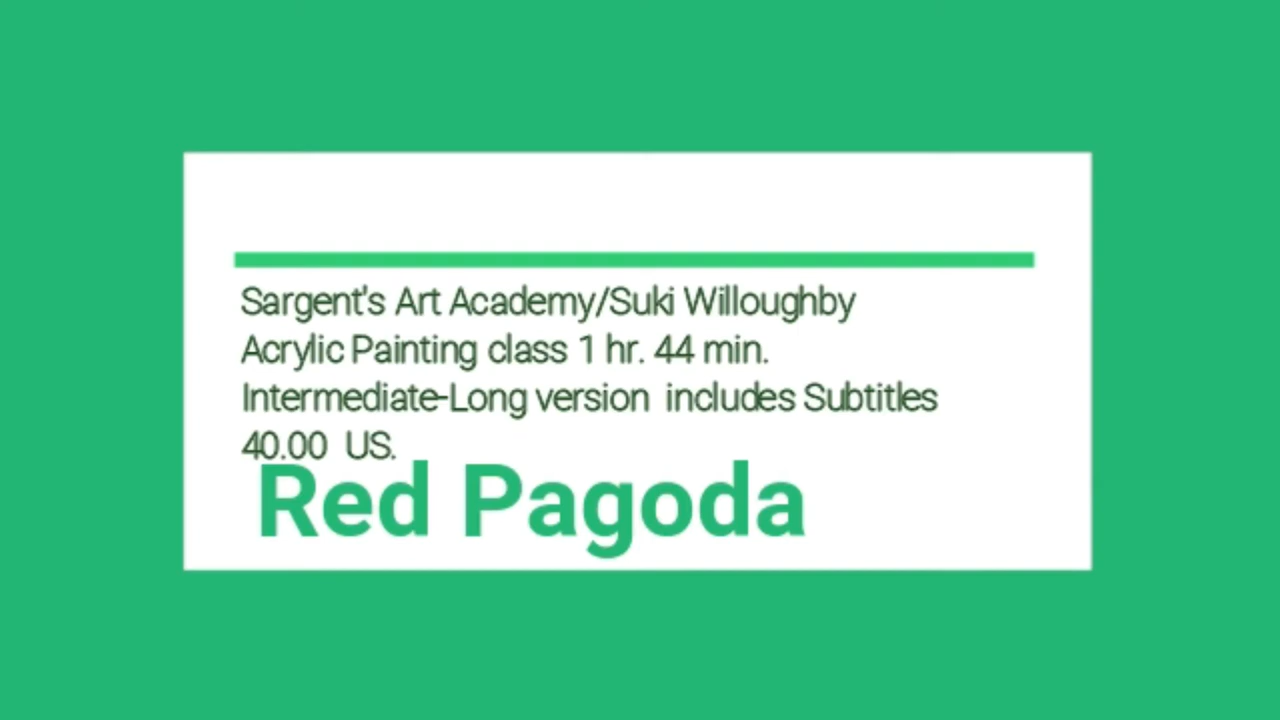 Sargent's Art Academy/Suki Willoughby
Acrylic Painting class 1 hr. 44 min.
Intermediate-Long version includes Subtitles
40.00 US.
Red Pagoda